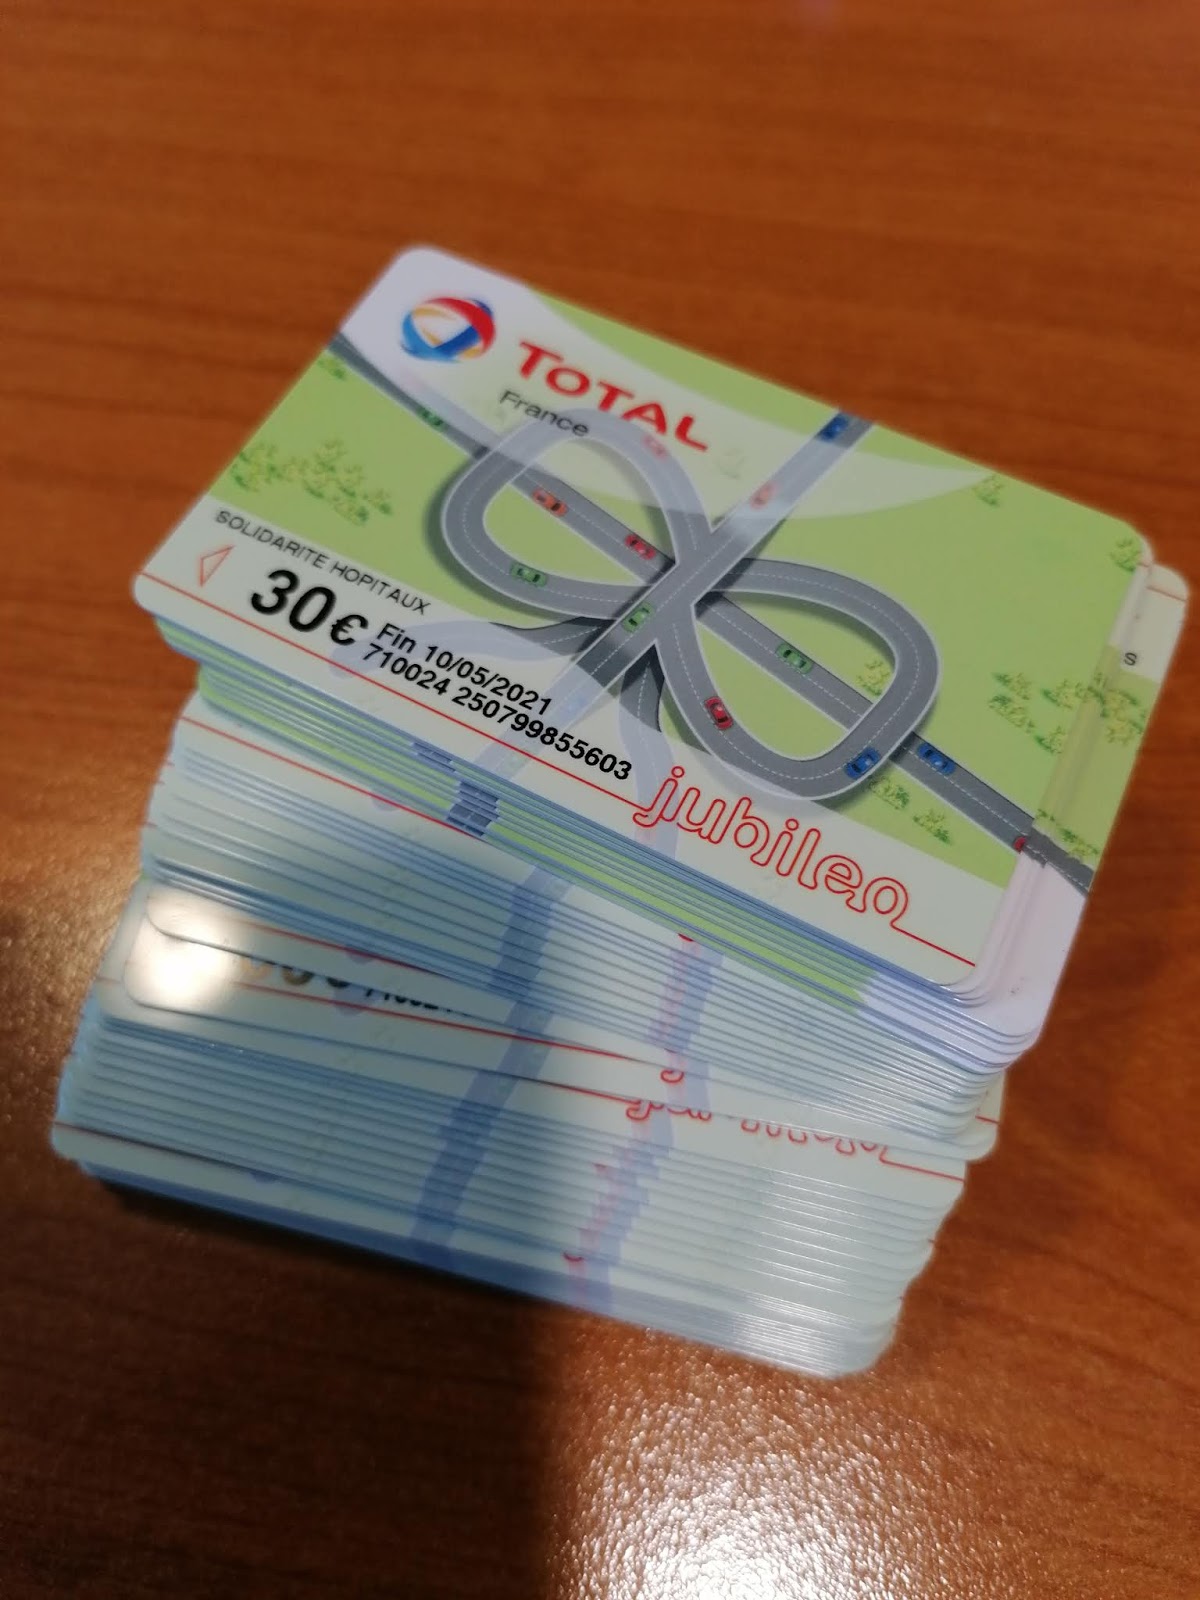 TOTAL
France
SOLIDARITE HOPITAUX
30€ Fin 10/05/2021
710024 250799855603
jubileo
s